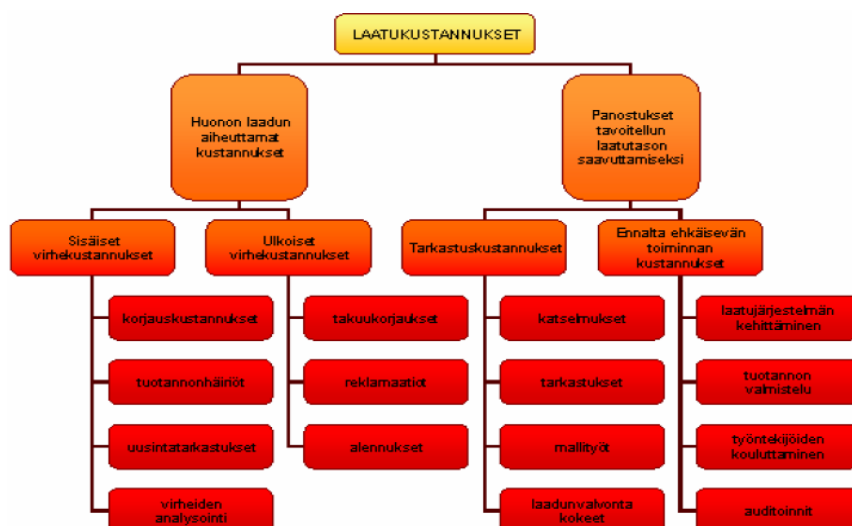 LAATUKUSTANNUKSET
Huonon laadun
aiheuttamat
kustannukset
Panostukset
tavoitellun
laatutason
saavuttamiseksi
Sisäiset
virhekustannukset
Ulkoiset
virhekustannukset
Tarkastuskustannukset
Ennalta ehkäisevän
toiminnan
kustannukset
korjauskustannukset
tuotannonhäiriöt
uusintatarkastukset
virheiden
analysointi
takuukorjaukset
reklamaatiot
alennukset
katselmukset
tarkastukset
mallityöt
laadunvalvonta
kokeet
laatujärjestelmän
kehittäminen
tuotannon
valmistelu
työntekijöiden
kouluttaminen
auditoinnit